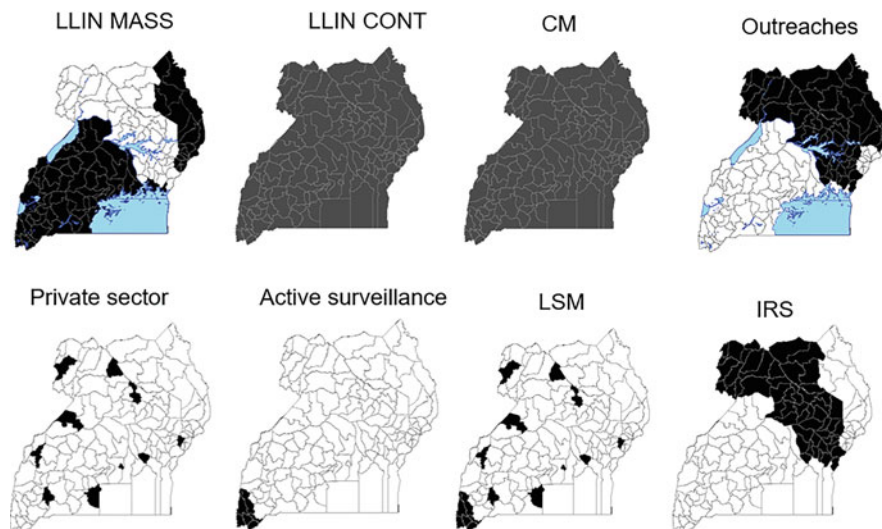 LLIN MASS
LLIN CONT
CM
Outreaches
Private sector
Active surveillance
LSM
IRS